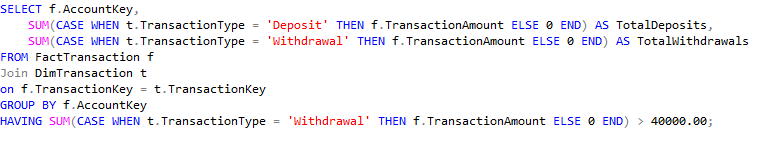 SELECT f.AccountKey,
    SUM(CASE WHEN t.TransactionType = 'Deposit' THEN f.TransactionAmount ELSE 0 END) AS TotalDeposits,
    SUM(CASE WHEN t.TransactionType = 'Withdrawal' THEN f.TransactionAmount ELSE 0 END) AS TotalWithdrawals
FROM FactTransaction f
Join DimTransaction t
on f.TransactionKey = t.TransactionKey
GROUP BY f.AccountKey
HAVING SUM(CASE WHEN t.TransactionType = 'Withdrawal' THEN f.TransactionAmount ELSE 0 END) > 40000.00;